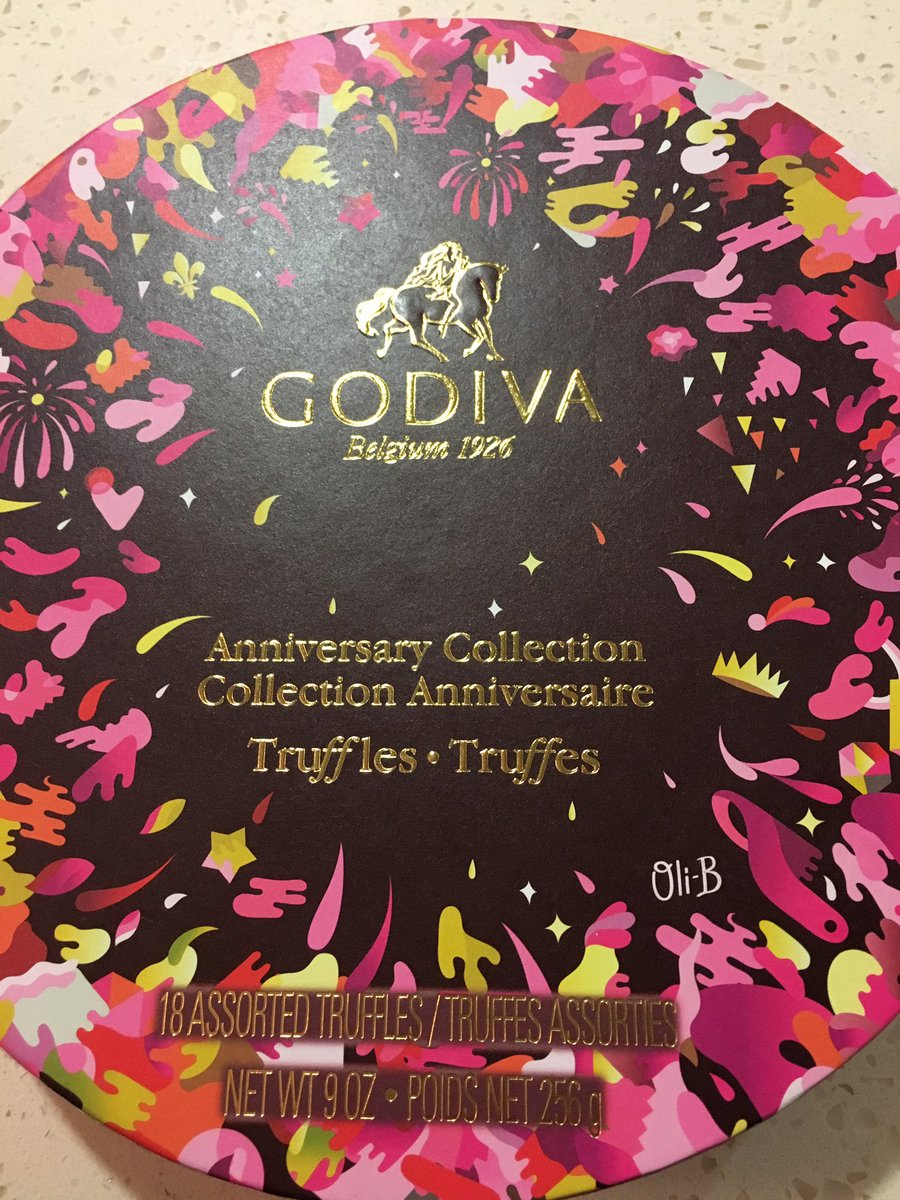 GODIVA
Belgium 1926
Anniversary Collection
Collection Anniversaire
Truffles • Truffes
Oli-B
18 ASSORTED TRUFFLES / TRUFFES ASSORTIES
NET WT 9 OZ • POIDS NET 256 g